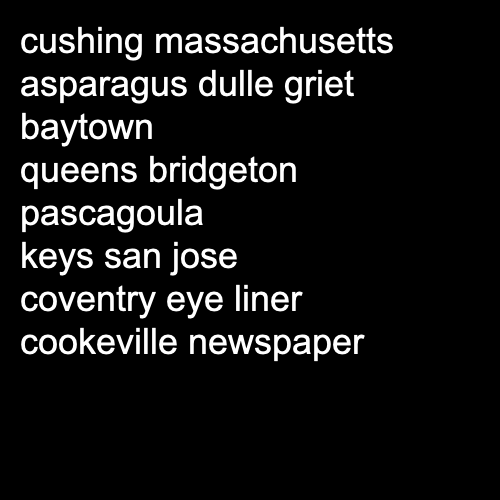 cushing massachusetts
asparagus dulle griet
baytown
queens bridgeton
pascagoula
keys san jose
coventry eye liner
cookeville newspaper